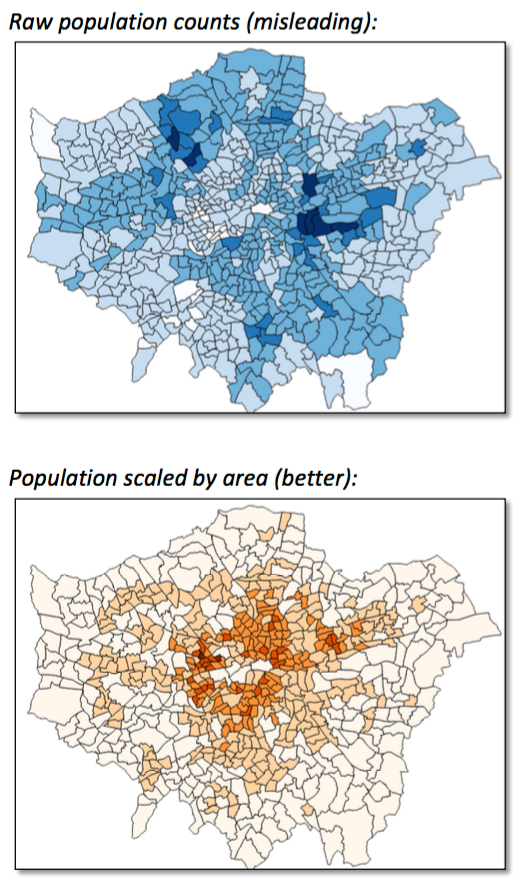 Raw population counts (misleading):
Population scaled by area (better):